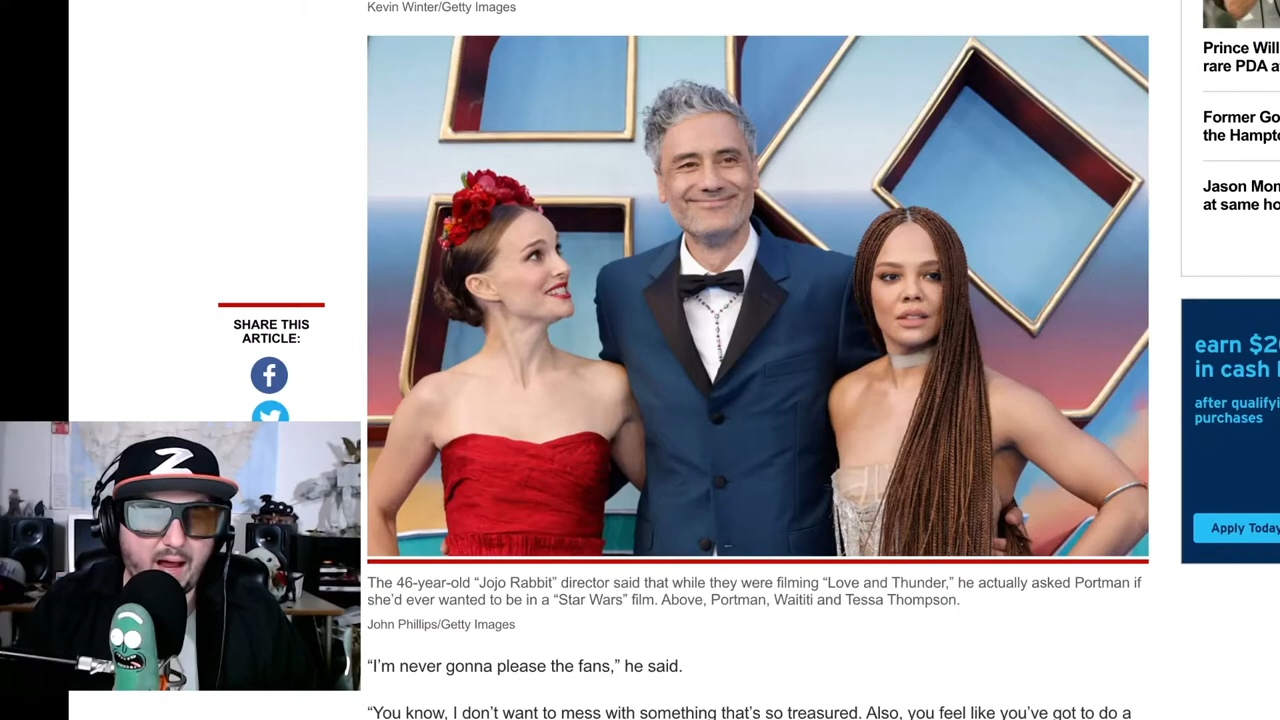 Kevin Winter/Getty Images
Prince Will
rare PDA a
Former Go
the Hampt
Jason Mom
at same ho
SHARE THIS
ARTICLE:
earn $2
in cash
after qualifyi
purchases
Apply Today
Z
The 46-year-old “Jojo Rabbit” director said that while they were filming “Love and Thunder,” he actually asked Portman if
she’d ever wanted to be in a “Star Wars” film. Above, Portman, Waititi and Tessa Thompson.
John Phillips/Getty Images
“I’m never gonna please the fans,” he said.
“You know, I don’t want to mess with something that’s so treasured. Also, you feel like you’ve got to do a